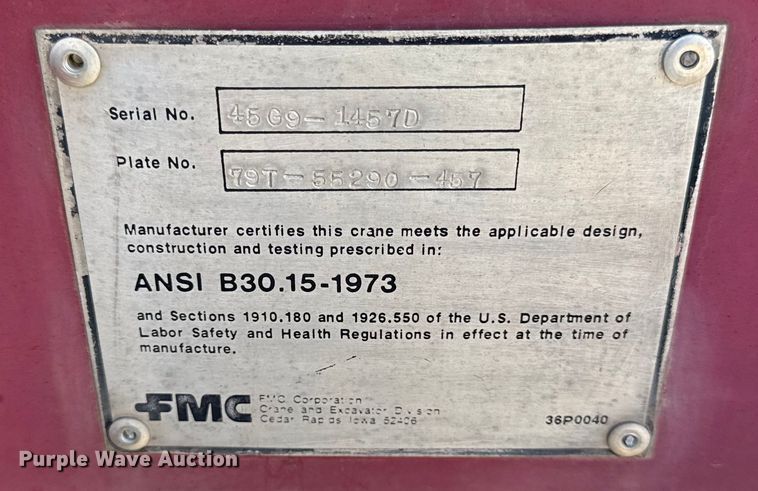 Serial No. 45G9-1457D
Plate No. 79T-55290-457
Manufacturer certifies this crane meets the applicable design,
construction and testing prescribed in:
ANSI B30.15-1973
and Sections 1910.180 and 1926.550 of the U.S. Department of
Labor Safety and Health Regulations in effect at the time of
manufacture.
FMC
FMC Corporation
Crane and Excavator Division
Cedar Rapids Iowa 52406
36P0040
Purple Wave Auction